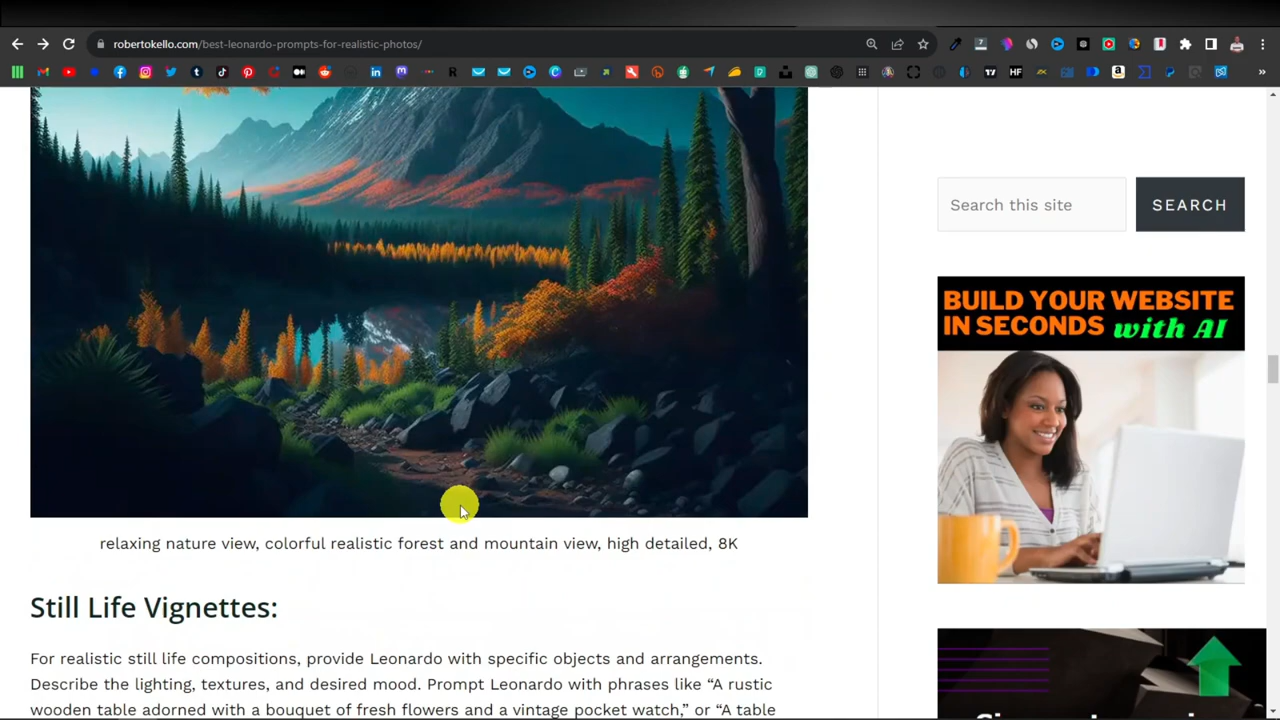 robertokello.com/best-leonardo-prompts-for-realistic-photos/
Search this site
SEARCH
BUILD YOUR WEBSITE
IN SECONDS with AI
relaxing nature view, colorful realistic forest and mountain view, high detailed, 8K
Still Life Vignettes:
For realistic still life compositions, provide Leonardo with specific objects and arrangements.
Describe the lighting, textures, and desired mood. Prompt Leonardo with phrases like “A rustic
wooden table adorned with a bouquet of fresh flowers and a vintage pocket watch,” or “A table